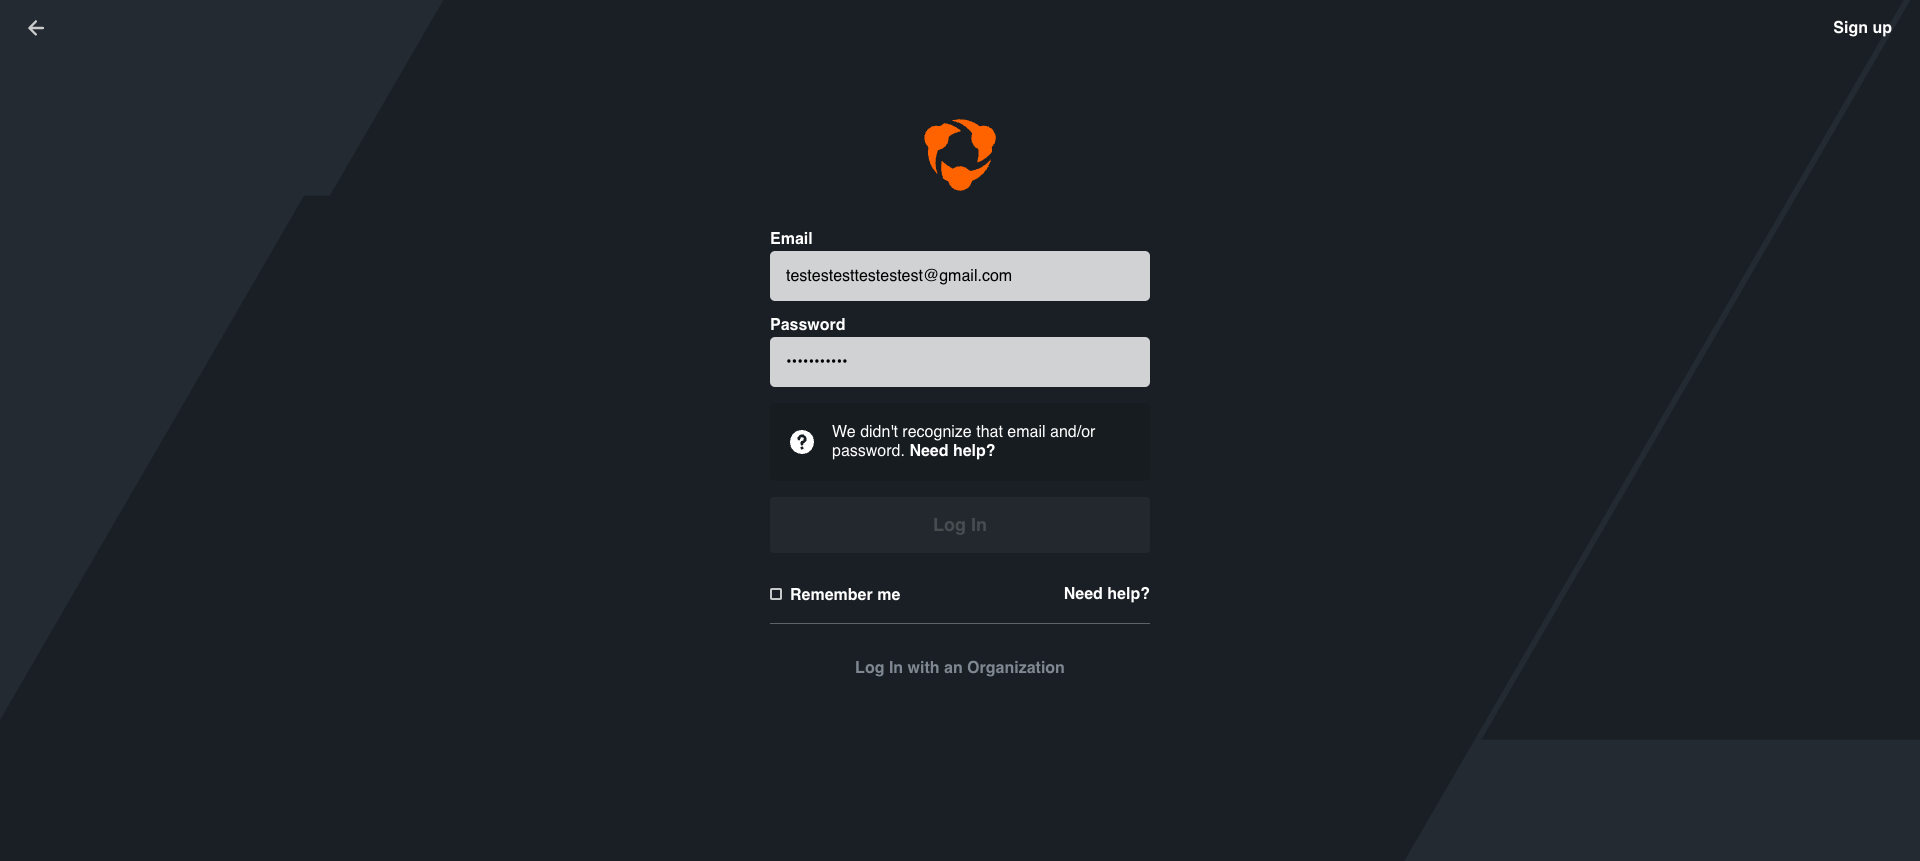 Sign up
Email
testestesttestestest@gmail.com
Password
•••••••••••
We didn't recognize that email and/or
password. Need help?
Log In
Remember me
Need help?
Log In with an Organization